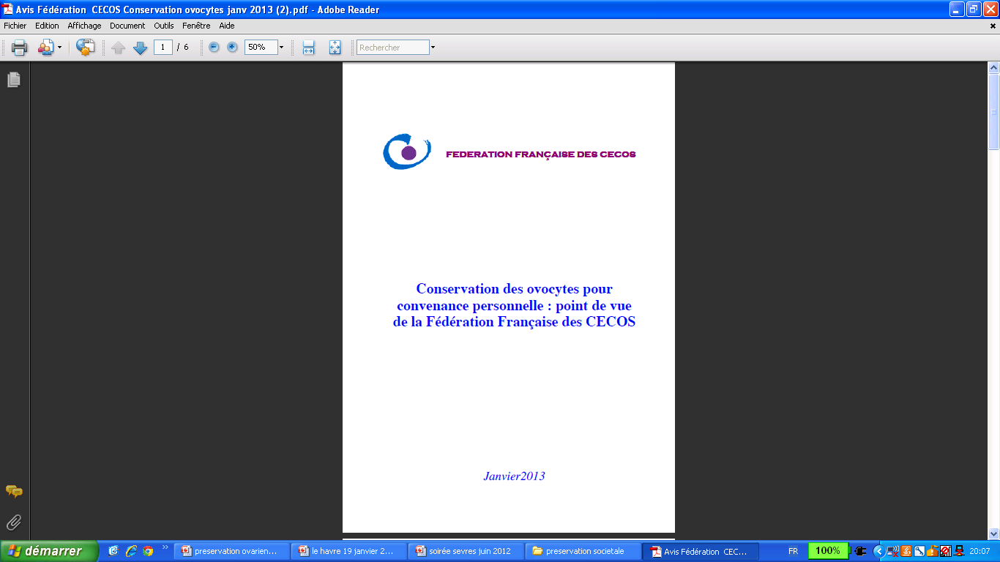 Avis Fédération  CECOS Conservation ovocytes janv 2013 (2).pdf - Adobe Reader
Fichier Edition Affichage Document Outils Fenêtre Aide
1 / 6 50% Rechercher
FEDERATION FRANÇAISE DES CECOS
Conservation des ovocytes pour
convenance personnelle : point de vue
de la Fédération Française des CECOS
Janvier2013
démarrer » preservation ovarien... le havre 19 janvier 2... soirée sevres juin 2012 preservation societale Avis Fédération  CEC... FR 100% 20:07